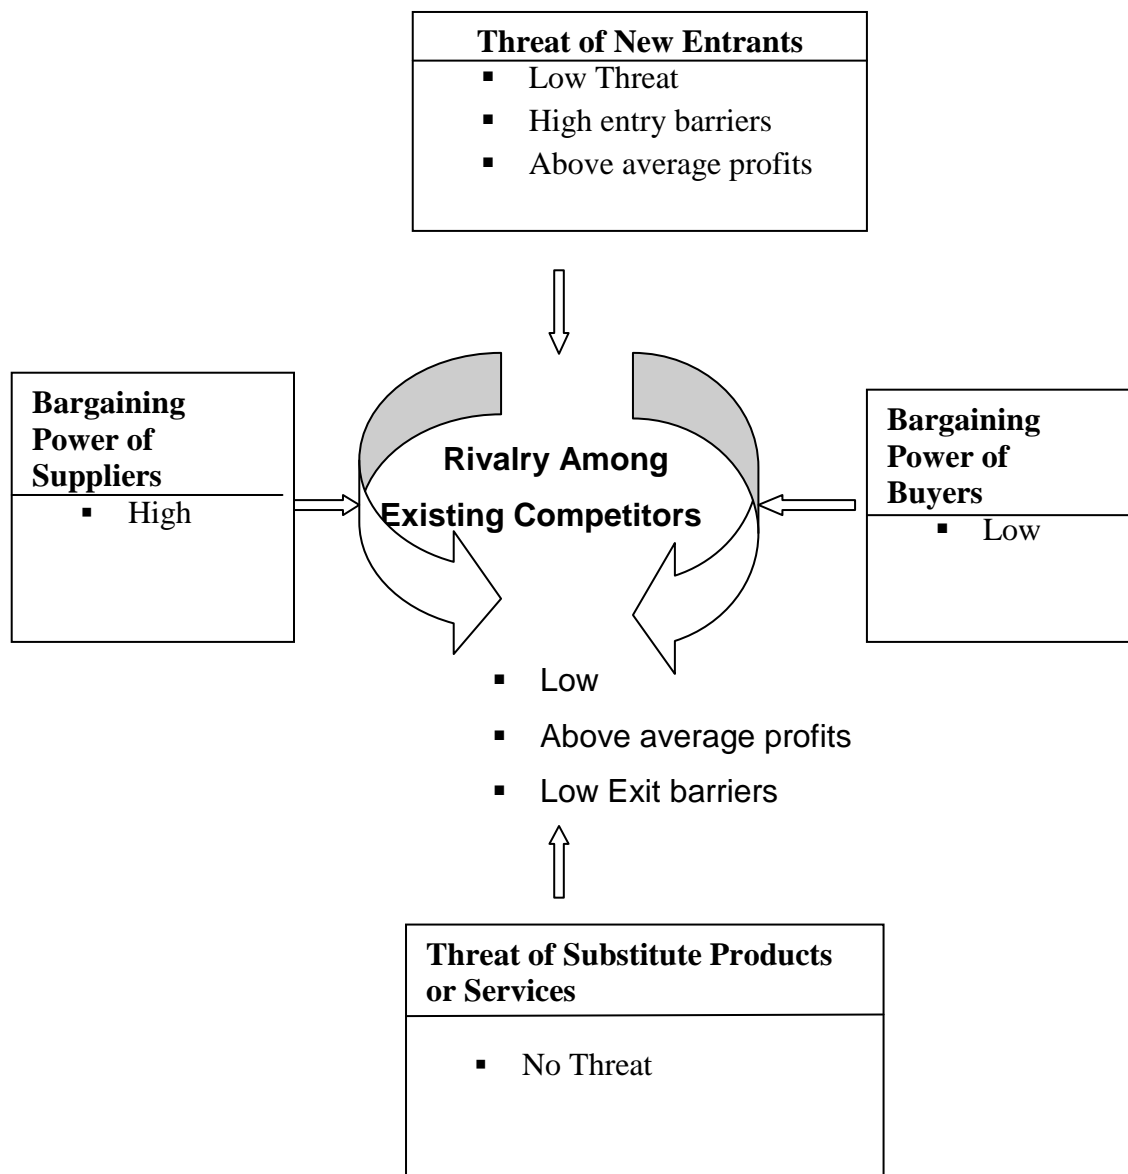 Threat of New Entrants
▪ Low Threat
▪ High entry barriers
▪ Above average profits
Bargaining
Power of
Suppliers
▪ High
Rivalry Among
Existing Competitors
Bargaining
Power of
Buyers
▪ Low
▪ Low
▪ Above average profits
▪ Low Exit barriers
Threat of Substitute Products
or Services
▪ No Threat